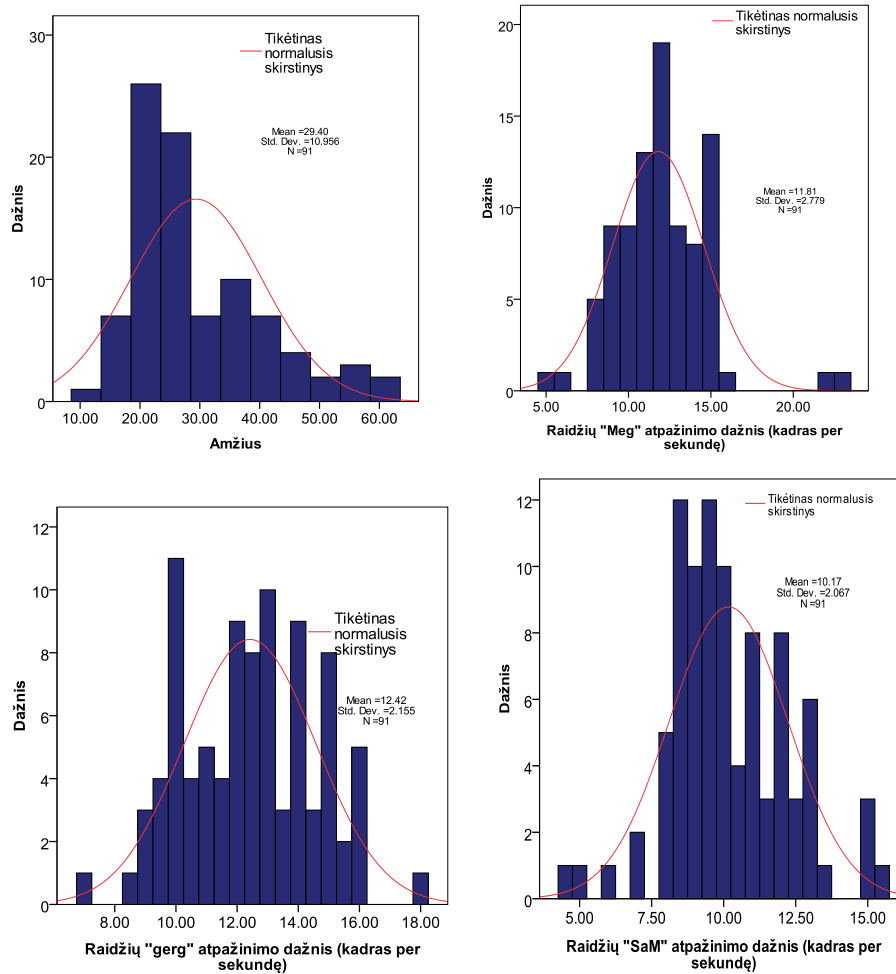 30
20
10
0
Dažnis
Tikėtinas
normalusis
skirstinys
Mean =29.40
Std. Dev. =10.956
N =91
10.00 20.00 30.00 40.00 50.00 60.00
Amžius
20
15
10
5
0
Dažnis
Tikėtinas normalusis
skirstinys
Mean =11.81
Std. Dev. =2.779
N =91
5.00 10.00 15.00 20.00
Raidžių "Meg" atpažinimo dažnis (kadras per
sekundę)
12
10
8
6
4
2
0
Dažnis
Tikėtinas
normalusis
skirstinys
Mean =12.42
Std. Dev. =2.155
N =91
8.00 10.00 12.00 14.00 16.00 18.00
Raidžių "gerg" atpažinimo dažnis (kadras per
sekundę)
12
10
8
6
4
2
0
Dažnis
Tikėtinas normalusis
skirstinys
Mean =10.17
Std. Dev. =2.067
N =91
5.00 7.50 10.00 12.50 15.00
Raidžių "SaM" atpažinimo dažnis (kadras per
sekundę)